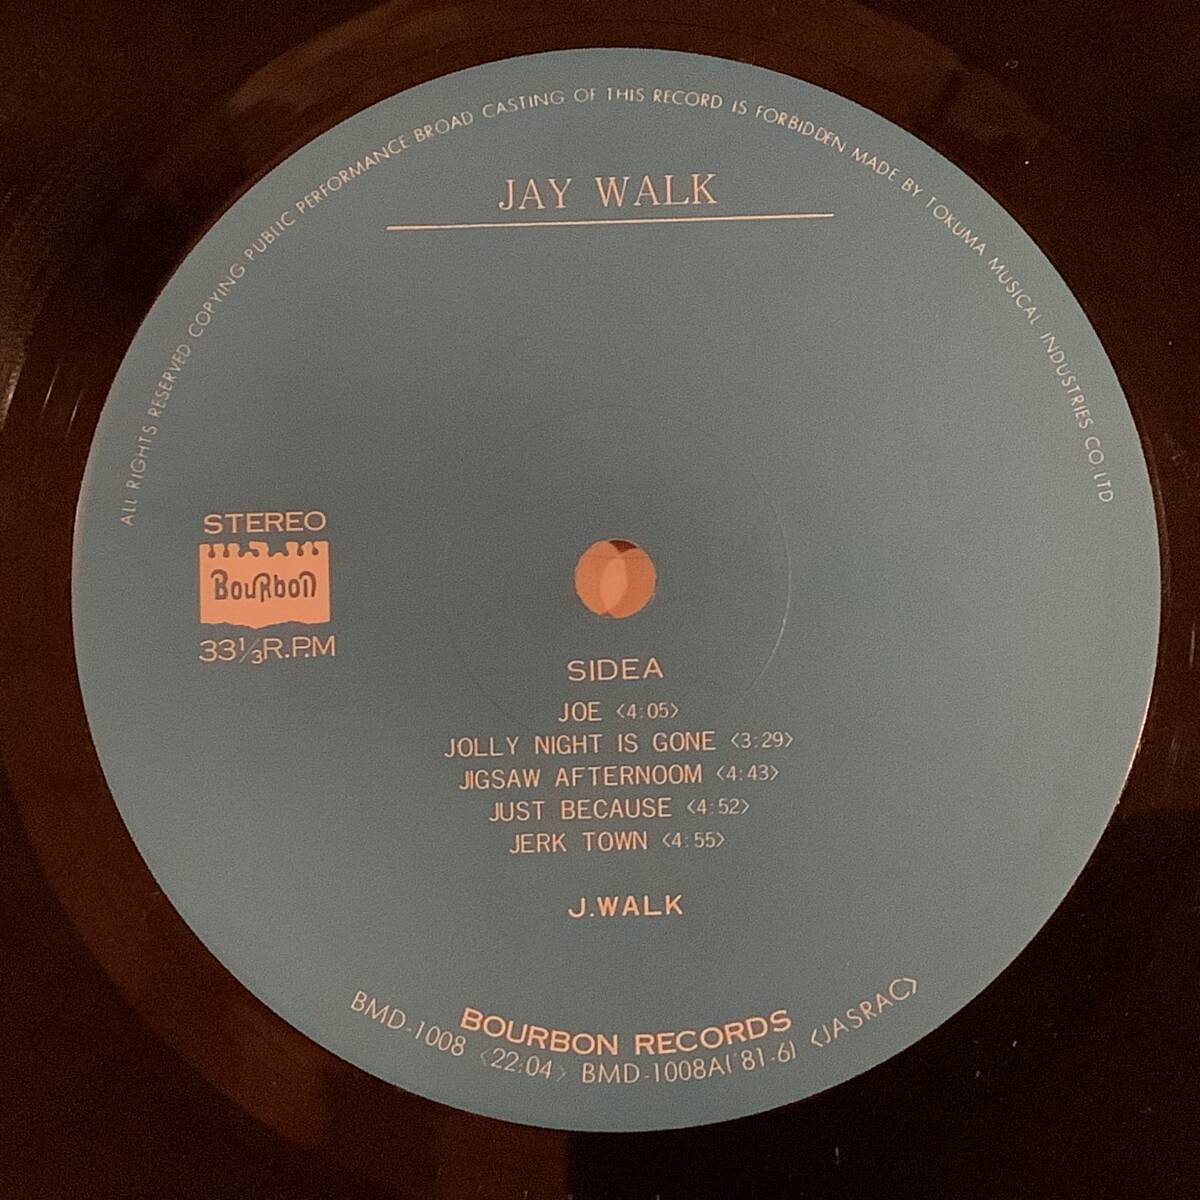 ALL RIGHTS RESERVED COPYING PUBLIC PERFORMANCE BROAD CASTING OF THIS RECORD IS FORBIDDEN MADE BY TOKUMA MUSICAL INDUSTRIES CO.LTD
JAY WALK
STEREO
BouRbon
33⅓R.P.M
SIDE A
JOE <4:05>
JOLLY NIGHT IS GONE <3:29>
JIGSAW AFTERNOOM <4:43>
JUST BECAUSE <4:52>
JERK TOWN <4:55>
J.WALK
BOURBON RECORDS
BMD-1008 <22:04> BMD-1008A('81-6) <JASRAC>